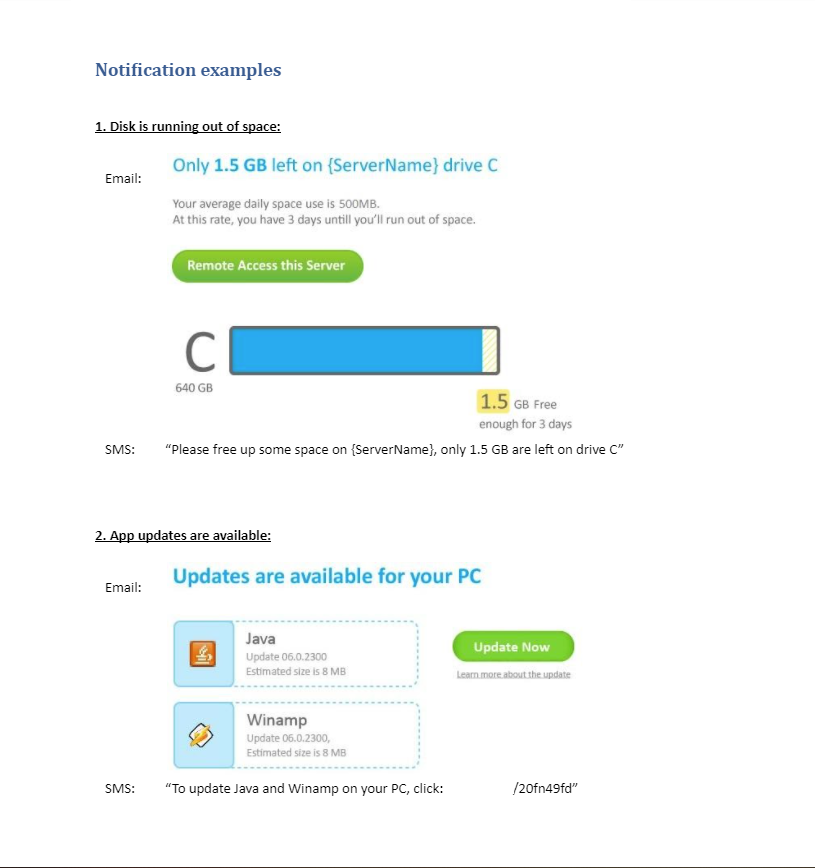 Notification examples
1. Disk is running out of space:
Email:
Only 1.5 GB left on {ServerName} drive C
Your average daily space use is 500MB.
At this rate, you have 3 days untill you'll run out of space.
Remote Access this Server
C
640 GB
1.5 GB Free
enough for 3 days
SMS: “Please free up some space on {ServerName}, only 1.5 GB are left on drive C”
2. App updates are available:
Email:
Updates are available for your PC
Java
Update 06.0.2300
Estimated size is 8 MB
Update Now
Learn more about the update
Winamp
Update 06.0.2300,
Estimated size is 8 MB
SMS: “To update Java and Winamp on your PC, click: /20fn49fd”